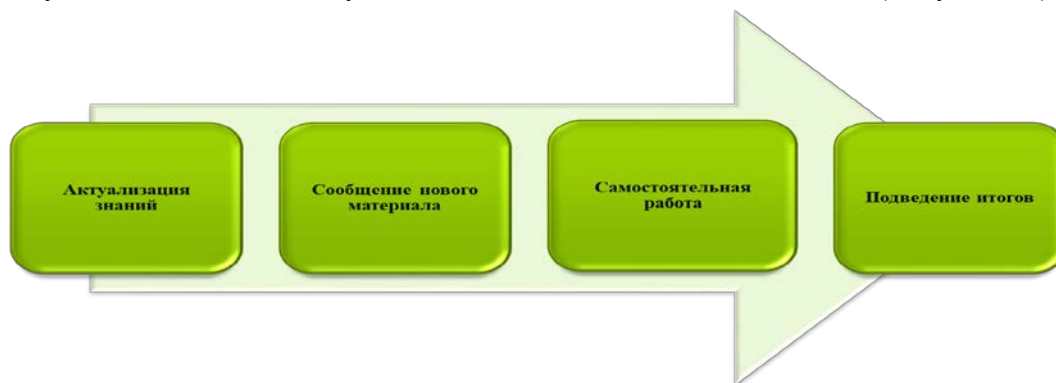 Актуализация
знаний
Сообщение нового
материала
Самостоятельная
работа
Подведение итогов